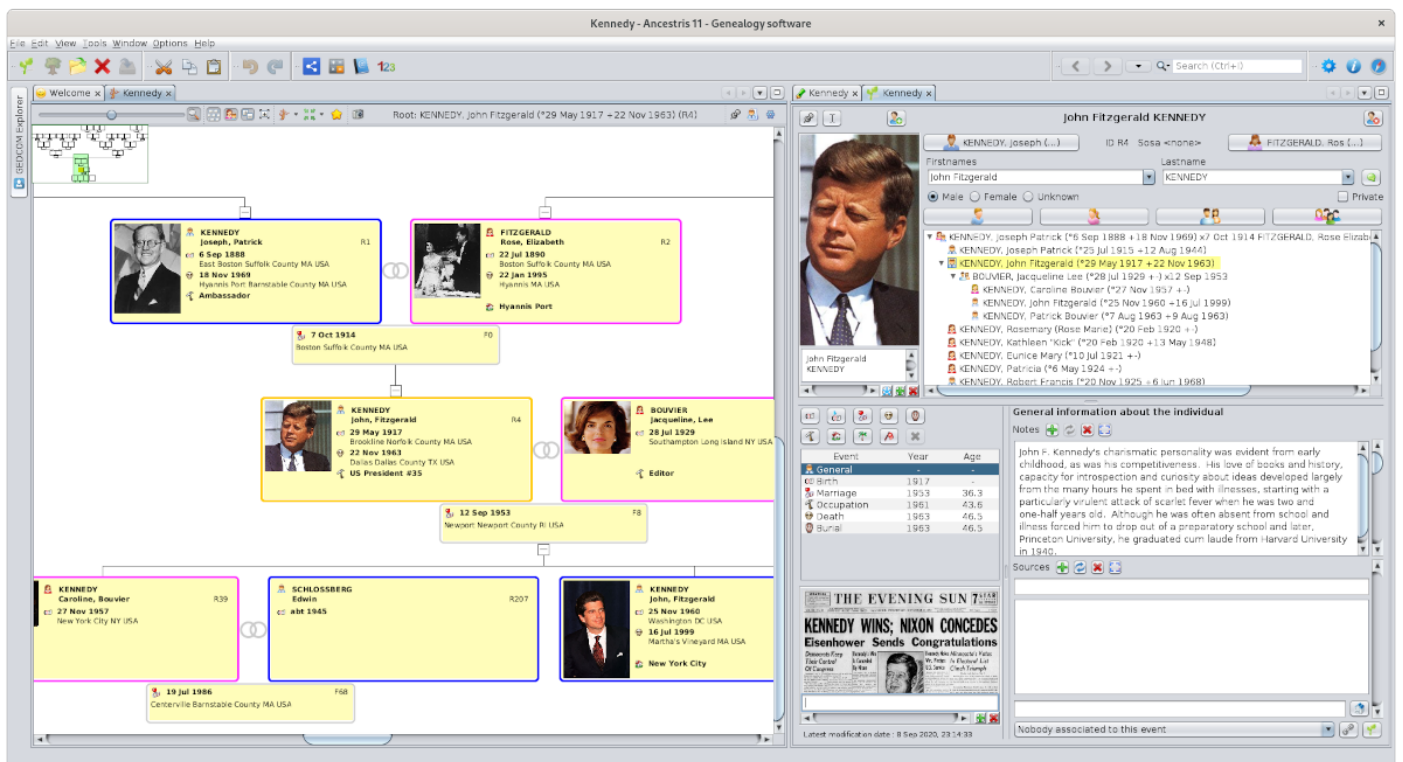 Kennedy - Ancestris 11 - Genealogy software
File Edit View Tools Window Options Help
123
Search (Ctrl+I)
GEDCOM Explorer
Welcome
Kennedy
Root: KENNEDY, John Fitzgerald (*29 May 1917 +22 Nov 1963) (R4)
KENNEDY
Joseph, Patrick R1
6 Sep 1888
East Boston Suffolk County MA USA
18 Nov 1969
Hyannis Port Barnstable County MA USA
Ambassador
FITZGERALD
Rose, Elizabeth R2
22 Jul 1890
Boston Suffolk County MA USA
22 Jan 1995
Hyannis MA USA
Hyannis Port
7 Oct 1914 F0
Boston Suffolk County MA USA
KENNEDY
John, Fitzgerald R4
29 May 1917
Brookline Norfolk County MA USA
22 Nov 1963
Dallas Dallas County TX USA
US President #35
BOUVIER
Jacqueline, Lee
28 Jul 1929
Southampton Long Island NY USA
Editor
12 Sep 1953 F8
Newport Newport County RI USA
KENNEDY
Caroline, Bouvier R39
27 Nov 1957
New York City NY USA
SCHLOSSBERG
Edwin R207
abt 1945
KENNEDY
John, Fitzgerald
25 Nov 1960
Washington DC USA
16 Jul 1999
Martha's Vineyard MA USA
New York City
19 Jul 1986 F68
Centerville Barnstable County MA USA
Kennedy
Kennedy
John Fitzgerald KENNEDY
KENNEDY, Joseph (...) ID R4 Sosa <none> FITZGERALD, Ros (...)
Firstnames Lastname
John Fitzgerald KENNEDY
Male Female Unknown Private
KENNEDY, Joseph Patrick (*6 Sep 1888 +18 Nov 1969) x7 Oct 1914 FITZGERALD, Rose Elizab
KENNEDY, Joseph Patrick (*25 Jul 1915 +12 Aug 1944)
KENNEDY, John Fitzgerald (*29 May 1917 +22 Nov 1963)
BOUVIER, Jacqueline Lee (*28 Jul 1929 +-) x12 Sep 1953
KENNEDY, Caroline Bouvier (*27 Nov 1957 +-)
KENNEDY, John Fitzgerald (*25 Nov 1960 +16 Jul 1999)
KENNEDY, Patrick Bouvier (*7 Aug 1963 +9 Aug 1963)
KENNEDY, Rosemary (Rose Marie) (*20 Feb 1920 +-)
KENNEDY, Kathleen "Kick" (*20 Feb 1920 +13 May 1948)
KENNEDY, Eunice Mary (*10 Jul 1921 +-)
KENNEDY, Patricia (*6 May 1924 +-)
KENNEDY, Robert Francis (*20 Nov 1925 +6 Jun 1968)
John Fitzgerald
KENNEDY
Event Year Age
General - -
Birth 1917 -
Marriage 1953 36.3
Occupation 1961 43.6
Death 1963 46.5
Burial 1963 46.5
THE EVENING SUN
KENNEDY WINS; NIXON CONCEDES
Eisenhower Sends Congratulations
Latest modification date : 8 Sep 2020, 23:14:33
General information about the individual
Notes
John F. Kennedy's charismatic personality was evident from early
childhood, as was his competitiveness. His love of books and history,
capacity for introspection and curiosity about ideas developed largely
from the many hours he spent in bed with illnesses, starting with a
particularly virulent attack of scarlet fever when he was two and
one-half years old. Although he was often absent from school and
illness forced him to drop out of a preparatory school and later,
Princeton University, he graduated cum laude from Harvard University
in 1940.
Sources
Nobody associated to this event